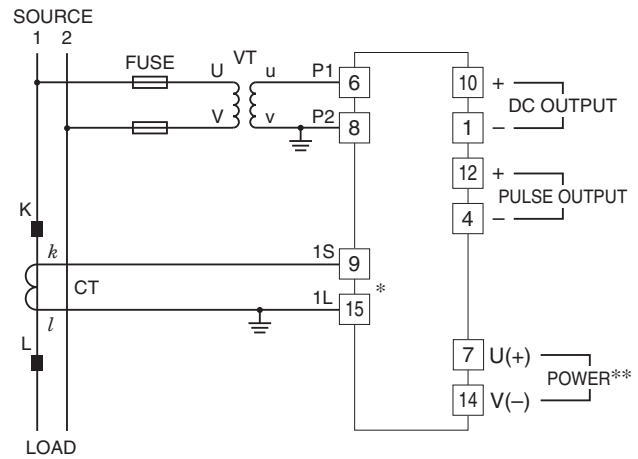 SOURCE
1 2
FUSE
U VT u P1 6
V v P2 8
10 +
DC OUTPUT
1 –
12 +
PULSE OUTPUT
4 –
K
k 1S 9
CT
l 1L 15 *
L
7 U(+)
POWER**
14 V(–)
LOAD